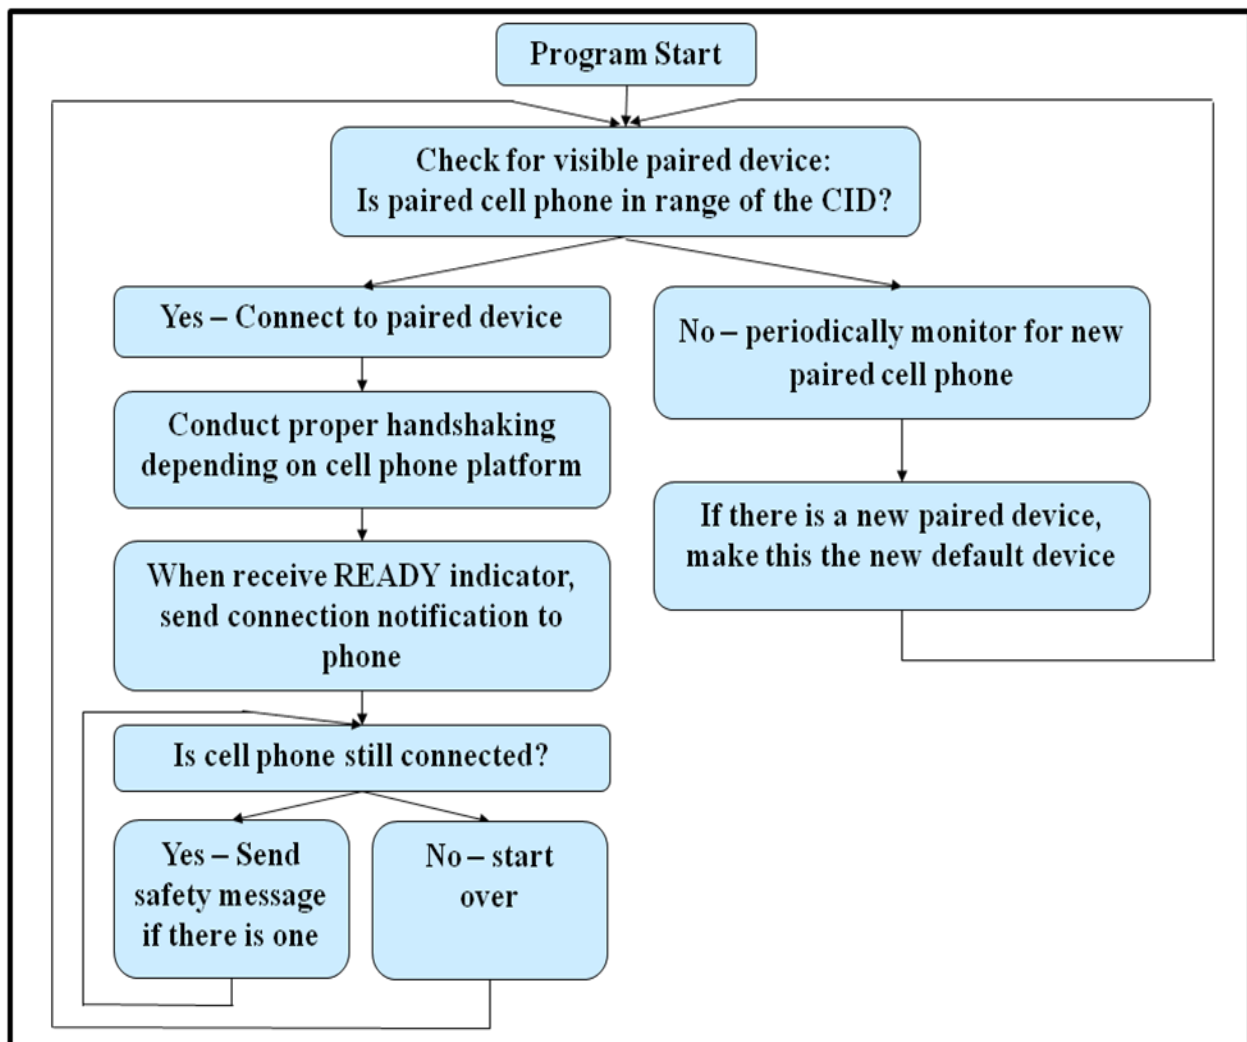 Program Start
Check for visible paired device:
Is paired cell phone in range of the CID?
Yes – Connect to paired device
Conduct proper handshaking
depending on cell phone platform
When receive READY indicator,
send connection notification to
phone
Is cell phone still connected?
Yes – Send
safety message
if there is one
No – start
over
No – periodically monitor for new
paired cell phone
If there is a new paired device,
make this the new default device